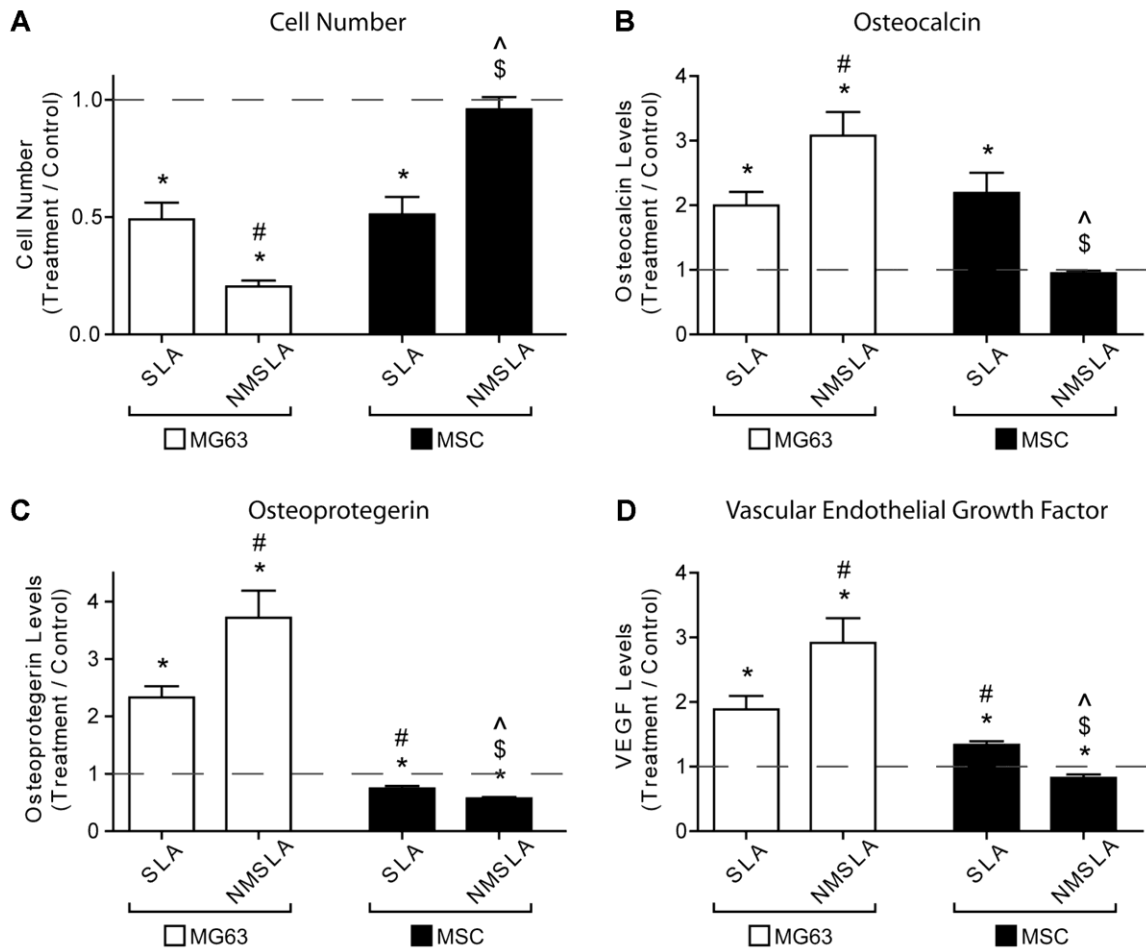 A Cell Number
Cell Number
(Treatment / Control)
1.0
0.5
0.0
*
#
*
*
^
$
SLA
NMSLA
SLA
NMSLA
MG63
MSC
B Osteocalcin
Osteocalcin Levels
(Treatment / Control)
4
3
2
1
0
*
#
*
*
^
$
SLA
NMSLA
SLA
NMSLA
MG63
MSC
C Osteoprotegerin
Osteoprotegerin Levels
(Treatment / Control)
4
3
2
1
0
*
#
*
#
*
^
$
*
SLA
NMSLA
SLA
NMSLA
MG63
MSC
D Vascular Endothelial Growth Factor
VEGF Levels
(Treatment / Control)
4
3
2
1
0
*
#
*
#
*
^
$
*
SLA
NMSLA
SLA
NMSLA
MG63
MSC